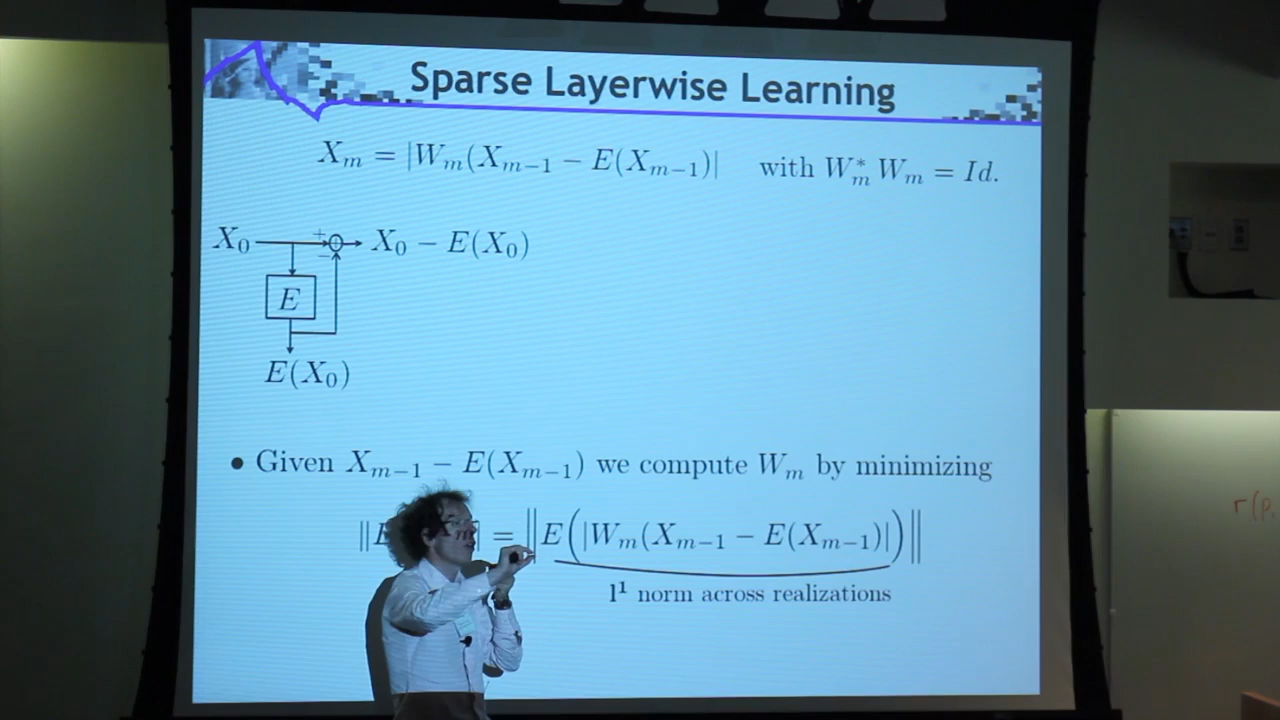 Sparse Layerwise Learning
X_m = |W_m(X_{m−1} − E(X_{m−1})| with W_m^* W_m = Id.
X_0 + − X_0 − E(X_0)
E
E(X_0)
• Given X_{m−1} − E(X_{m−1}) we compute W_m by minimizing
‖E = ‖E(|W_m(X_{m−1} − E(X_{m−1})|)‖
l^1 norm across realizations